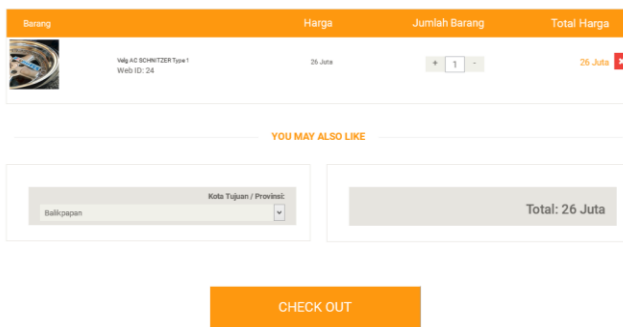 Barang Harga Jumlah Barang Total Harga
Velg AC SCHNITZER Type 1
Web ID: 24
26 Juta
+ 1 -
26 Juta x
YOU MAY ALSO LIKE
Kota Tujuan / Provinsi:
Balikpapan
Total: 26 Juta
CHECK OUT